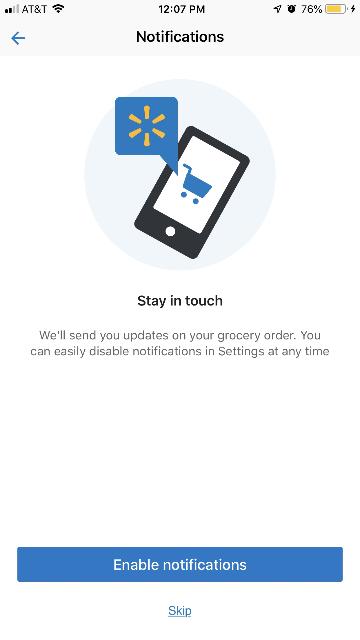 AT&T 12:07 PM 76%
Notifications
Stay in touch
We'll send you updates on your grocery order. You
can easily disable notifications in Settings at any time
Enable notifications
Skip